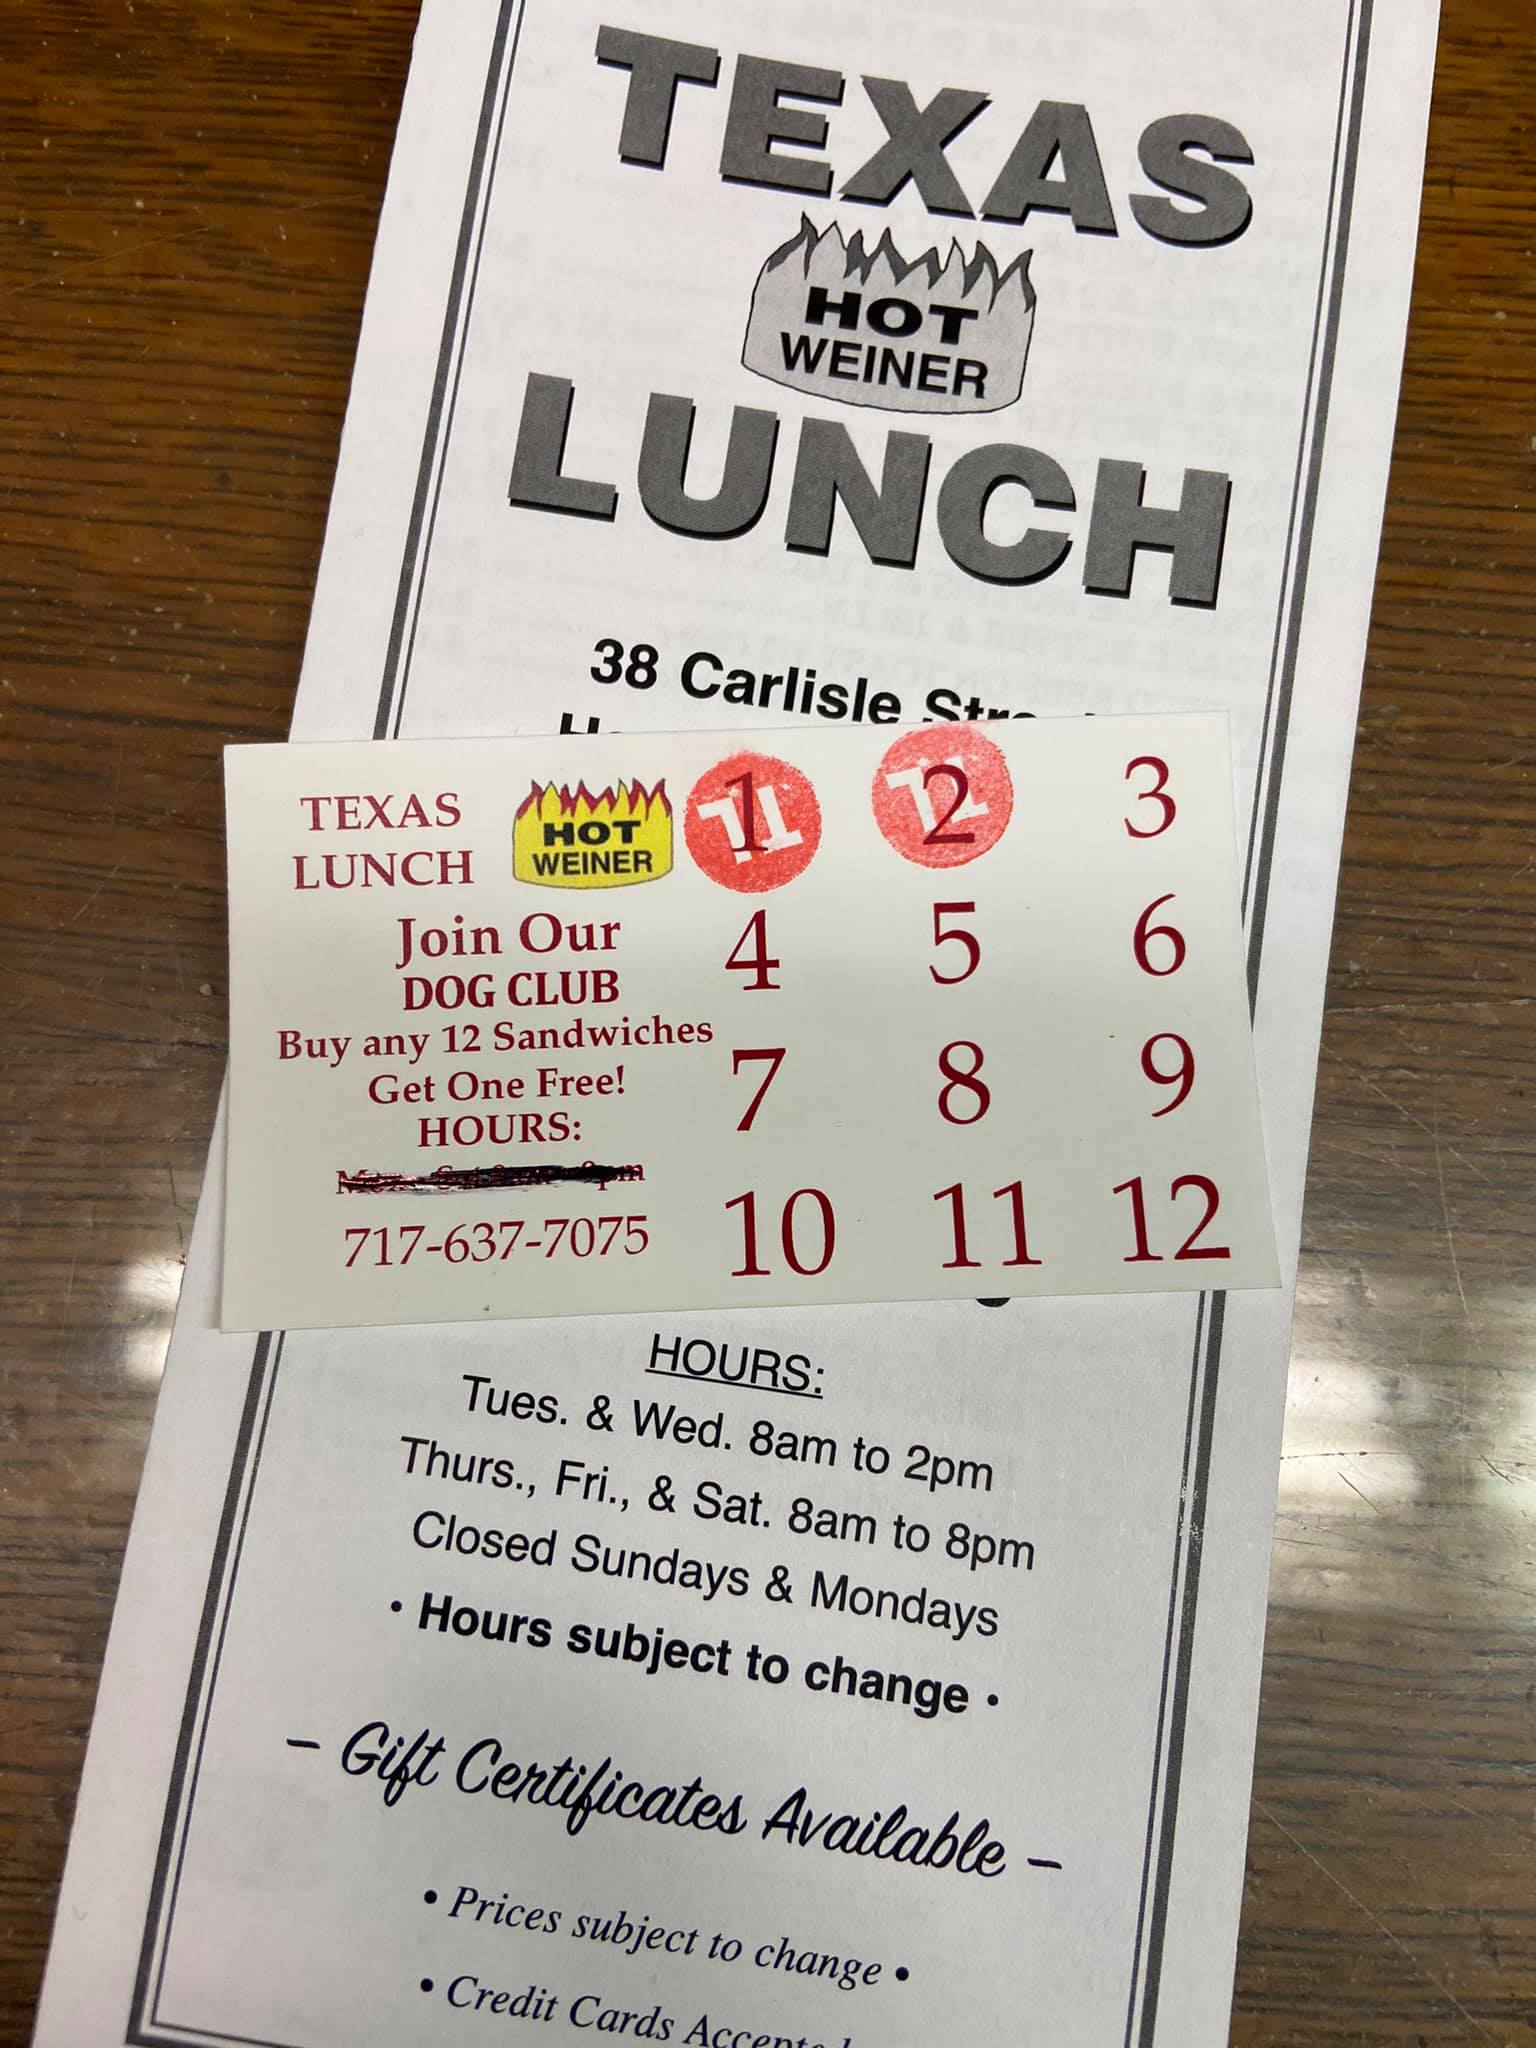 TEXAS
HOT
WEINER
LUNCH
38 Carlisle
TEXAS
LUNCH
HOT
WEINER
Join Our
DOG CLUB
Buy any 12 Sandwiches
Get One Free!
HOURS:
717-637-7075
1 2 3
TL TL
4 5 6
7 8 9
10 11 12
HOURS:
Tues. & Wed. 8am to 2pm
Thurs., Fri., & Sat. 8am to 8pm
Closed Sundays & Mondays
• Hours subject to change •
– Gift Certificates Available –
• Prices subject to change •
• Credit Cards